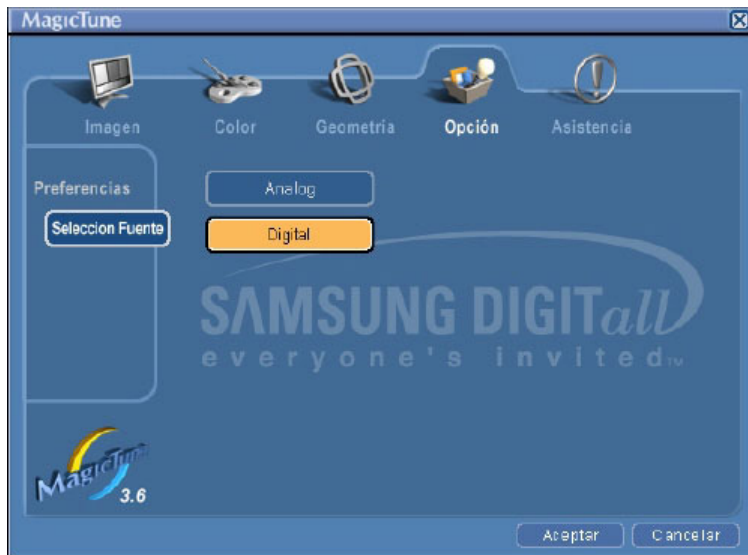 MagicTune
Imagen
Color
Geometría
Opción
Asistencia
Preferencias
Seleccion Fuente
Analog
Digital
SAMSUNG DIGITall
everyone's invited™
MagicTune
3.6
Aceptar
Cancelar